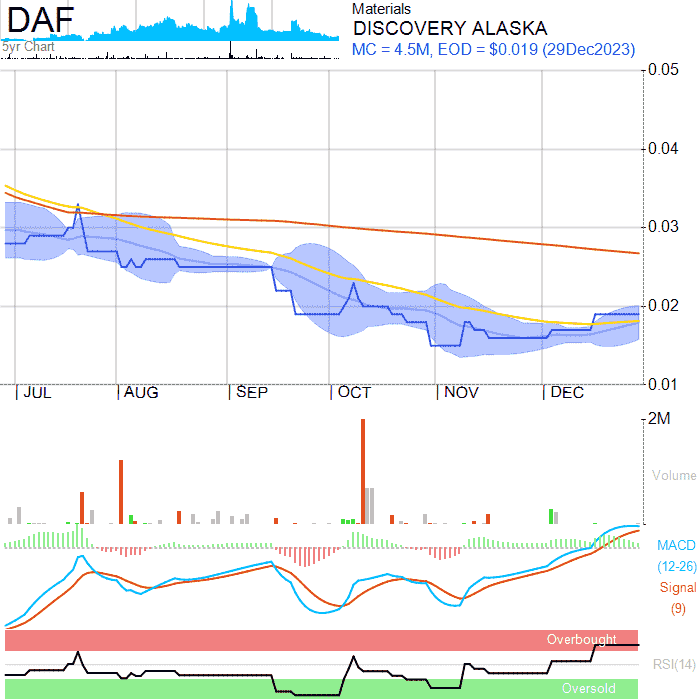 DAF
5yr Chart
Materials
DISCOVERY ALASKA
MC = 4.5M, EOD = $0.019 (29Dec2023)
0.05
0.04
0.03
0.02
0.01
JUL AUG SEP OCT NOV DEC
2M
Volume
MACD
(12-26)
Signal
(9)
Overbought
RSI(14)
Oversold